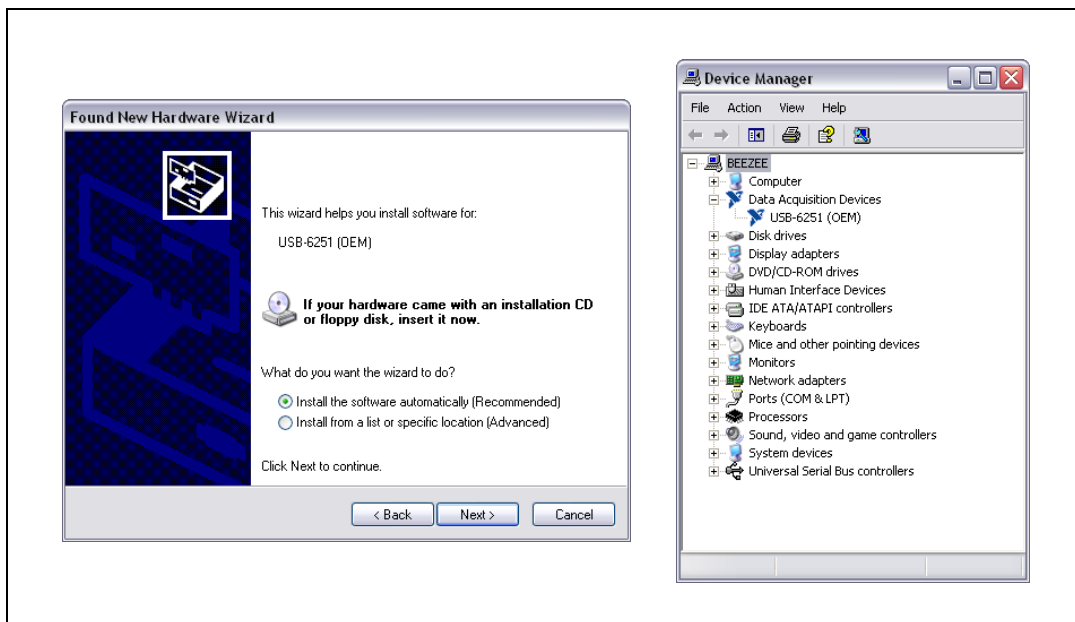 Found New Hardware Wizard
This wizard helps you install software for:
USB-6251 (OEM)
If your hardware came with an installation CD
or floppy disk, insert it now.
What do you want the wizard to do?
Install the software automatically (Recommended)
Install from a list or specific location (Advanced)
Click Next to continue.
< Back Next > Cancel
Device Manager
File Action View Help
BEEZEE
Computer
Data Acquisition Devices
USB-6251 (OEM)
Disk drives
Display adapters
DVD/CD-ROM drives
Human Interface Devices
IDE ATA/ATAPI controllers
Keyboards
Mice and other pointing devices
Monitors
Network adapters
Ports (COM & LPT)
Processors
Sound, video and game controllers
System devices
Universal Serial Bus controllers